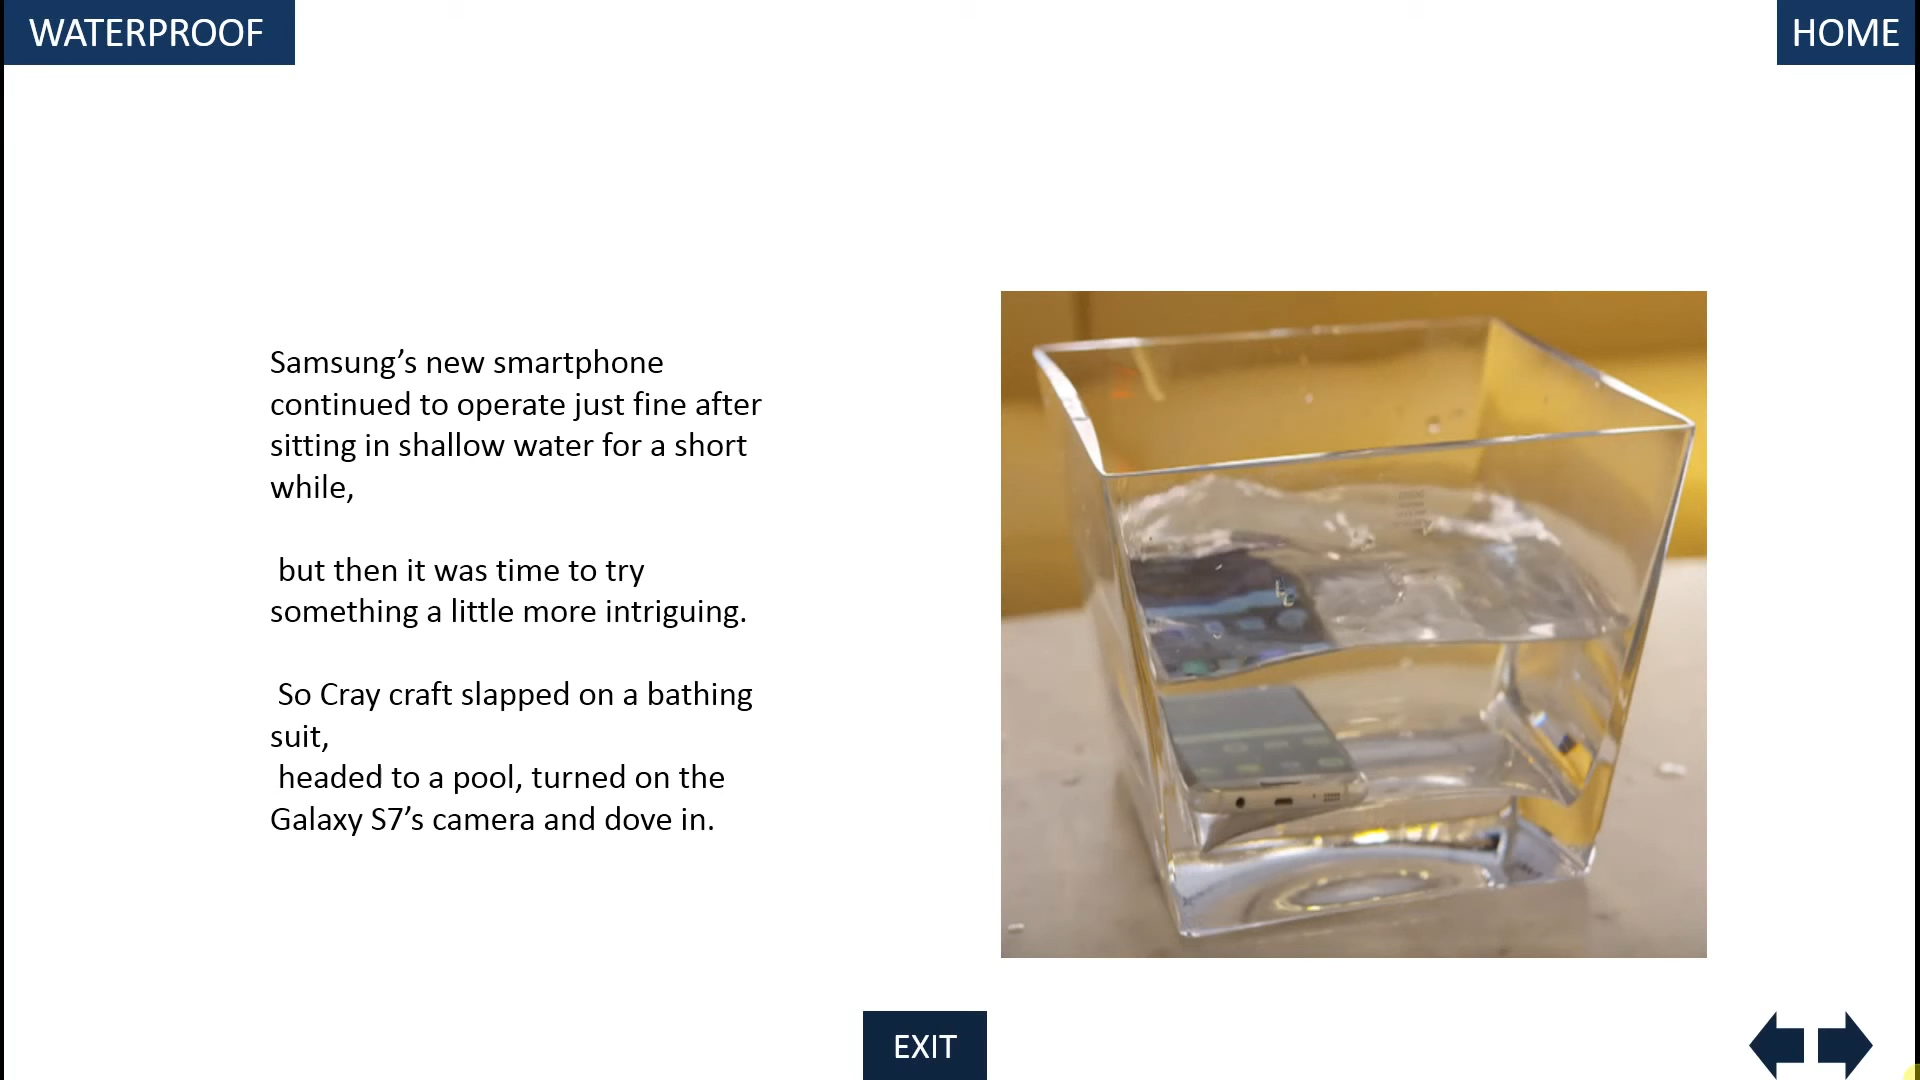 WATERPROOF
HOME
Samsung’s new smartphone
continued to operate just fine after
sitting in shallow water for a short
while,
but then it was time to try
something a little more intriguing.
So Cray craft slapped on a bathing
suit,
headed to a pool, turned on the
Galaxy S7’s camera and dove in.
EXIT